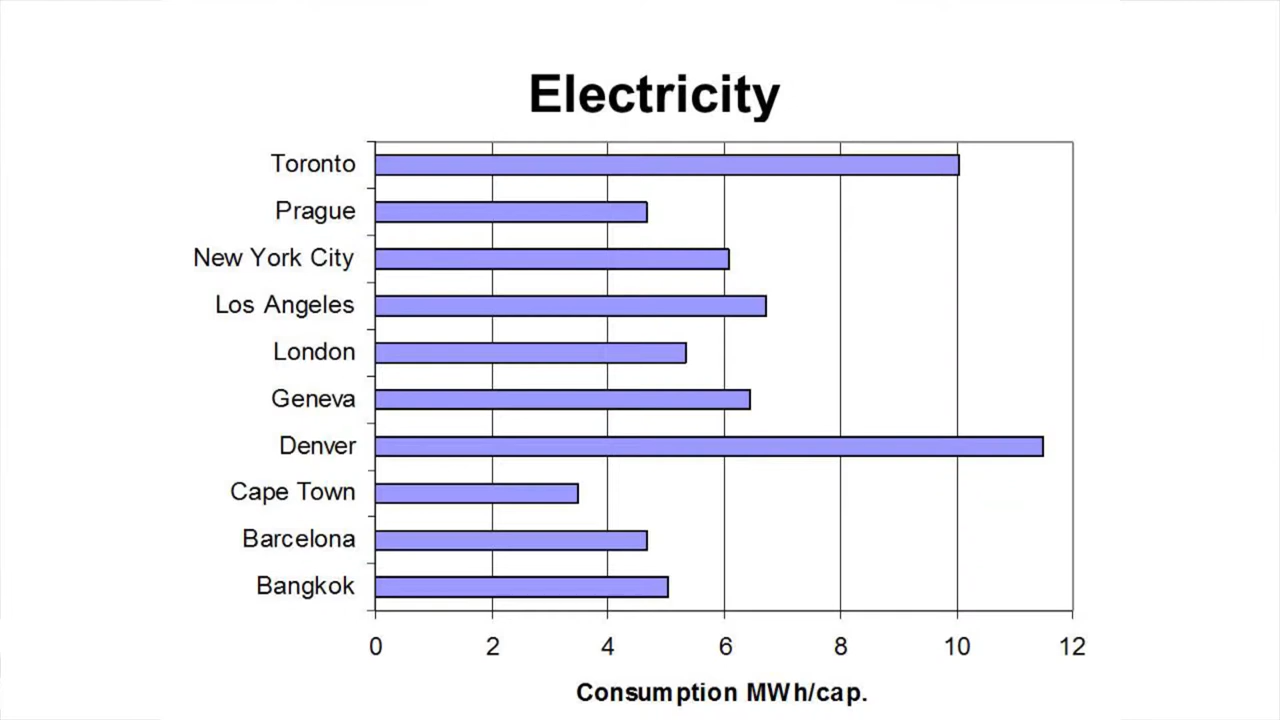 Electricity
Toronto
Prague
New York City
Los Angeles
London
Geneva
Denver
Cape Town
Barcelona
Bangkok
0 2 4 6 8 10 12
Consumption MWh/cap.